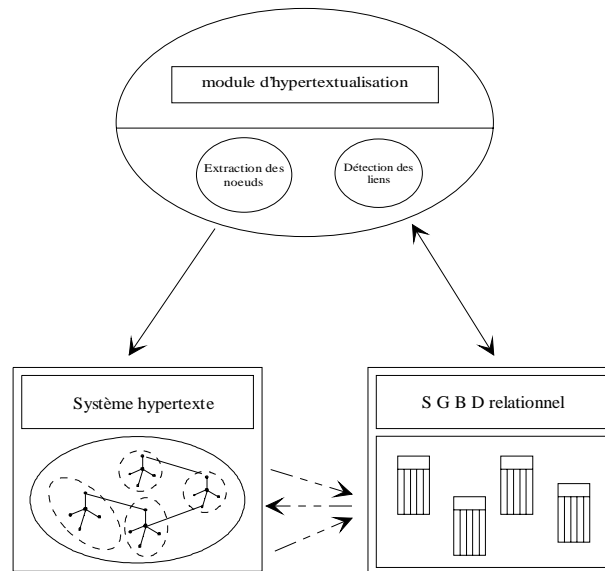 module d'hypertextualisation
Extraction des
noeuds
Détection des
liens
Système hypertexte
S G B D relationnel